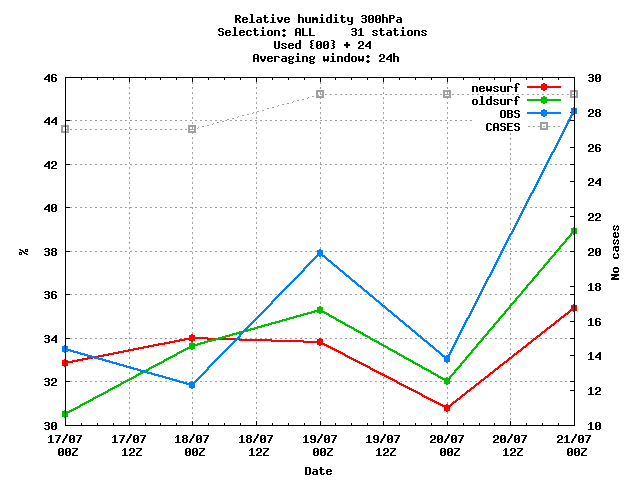 Relative humidity 300hPa
Selection: ALL     31 stations
Used {00} + 24
Averaging window: 24h
46
44
42
40
38
36
34
32
30
%
30
28
26
24
22
20
18
16
14
12
10
No cases
newsurf
oldsurf
OBS
CASES
17/07 17/07 18/07 18/07 19/07 19/07 20/07 20/07 21/07
00Z 12Z 00Z 12Z 00Z 12Z 00Z 12Z 00Z
Date